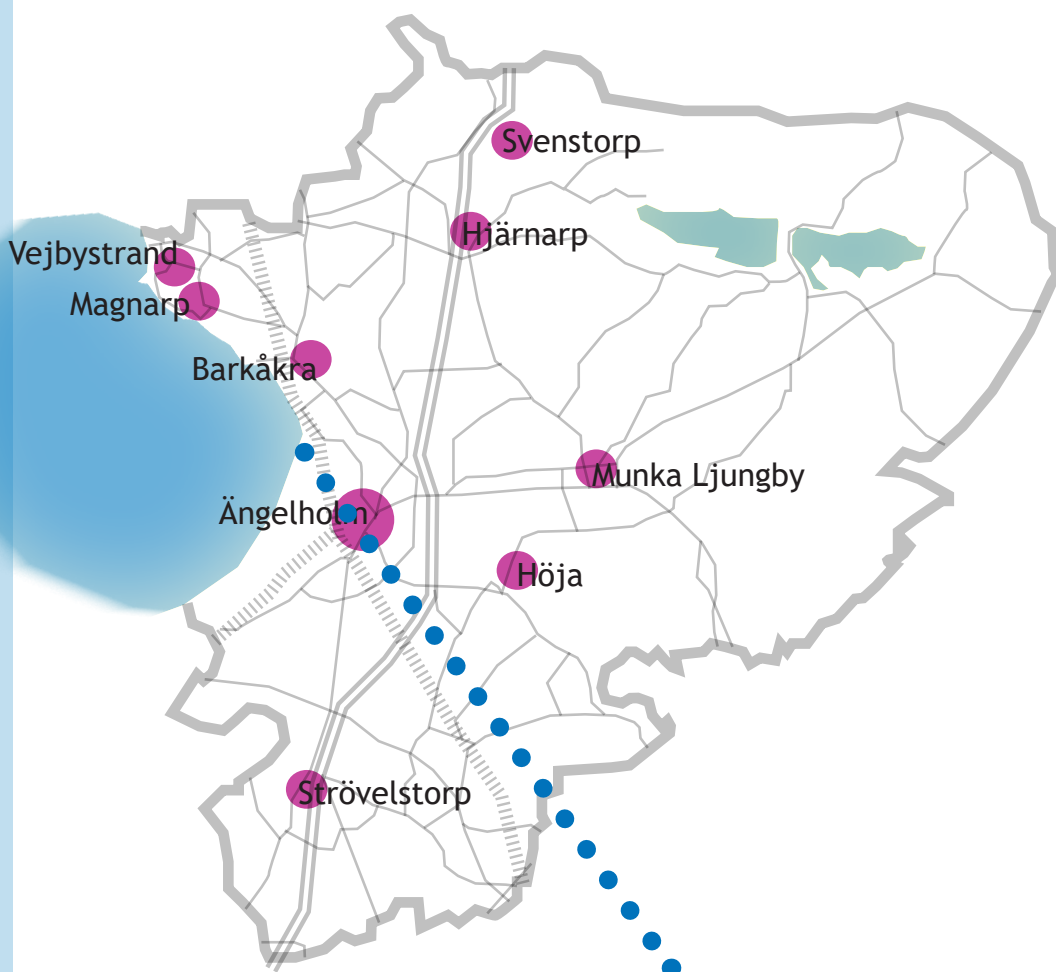 Svenstorp
Hjärnarp
Vejbystrand
Magnarp
Barkåkra
Munka Ljungby
Ängelholm
Höja
Strövelstorp